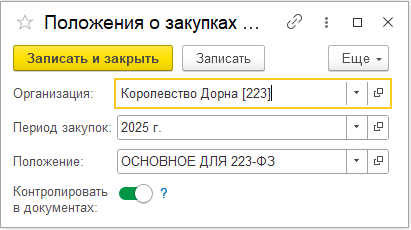 Положения о закупках ...
Записать и закрыть
Записать
Еще
Организация: Королевство Дорна [223]
Период закупок: 2025 г.
Положение: ОСНОВНОЕ ДЛЯ 223-ФЗ
Контролировать
в документах: ?